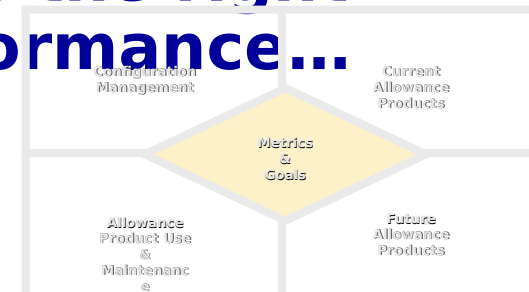 ormance…
Configuration
Management
Current
Allowance
Products
Metrics
&
Goals
Allowance
Product Use
&
Maintenanc
e
Future
Allowance
Products